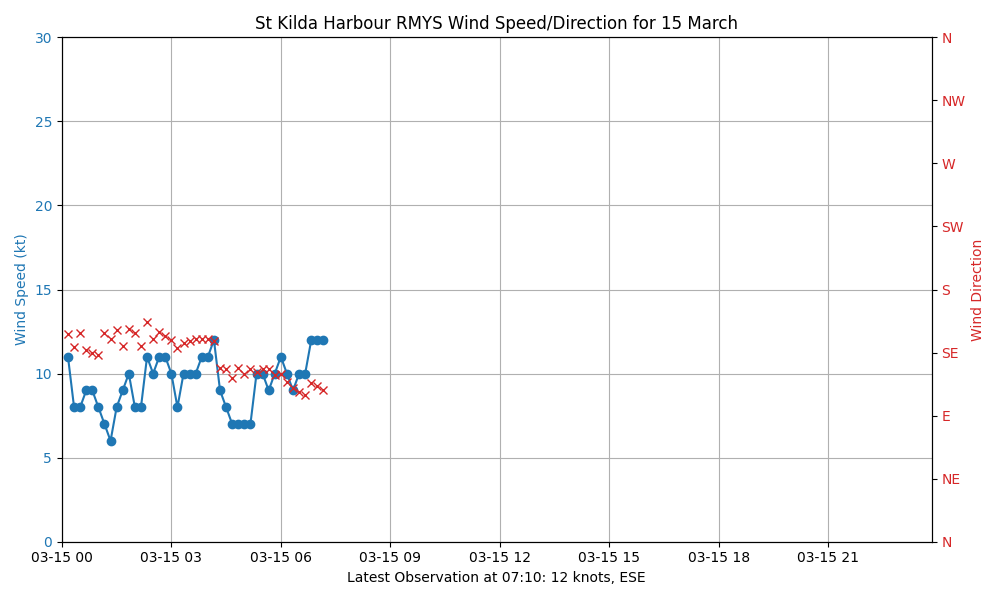 St Kilda Harbour RMYS Wind Speed/Direction for 15 March
Wind Speed (kt)
30
25
20
15
10
5
0
N
NW
W
SW
S
SE
E
NE
N
Wind Direction
03-15 00
03-15 03
03-15 06
03-15 09
03-15 12
03-15 15
03-15 18
03-15 21
Latest Observation at 07:10: 12 knots, ESE